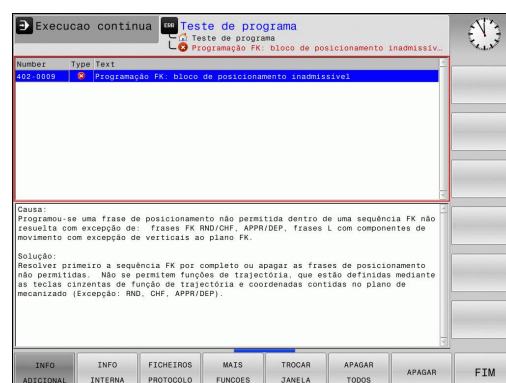 Execucao contínua
ERR Teste de programa
Teste de programa
Programação FK: bloco de posicionamento inadmissív…
Number Type Text
402-0009 Programação FK: bloco de posicionamento inadmissível
Causa:
Programou-se uma frase de posicionamento não permitida dentro de uma sequência FK não
resuelta com excepção de: frases FK RND/CHF, APPR/DEP, frases L com componentes de
movimento com excepção de verticais ao plano FK.
Solução:
Resolver primeiro a sequência FK por completo ou apagar as frases de posicionamento
não permitidas. Não se permitem funções de trajectória, que estão definidas mediante
as teclas cinzentas de função de trajectória e coordenadas contidas no plano de
mecanizado (Excepção: RND, CHF, APPR/DEP).
INFO ADICIONAL
INFO INTERNA
FICHEIROS PROTOCOLO
MAIS FUNCOES
TROCAR JANELA
APAGAR TODOS
APAGAR
FIM